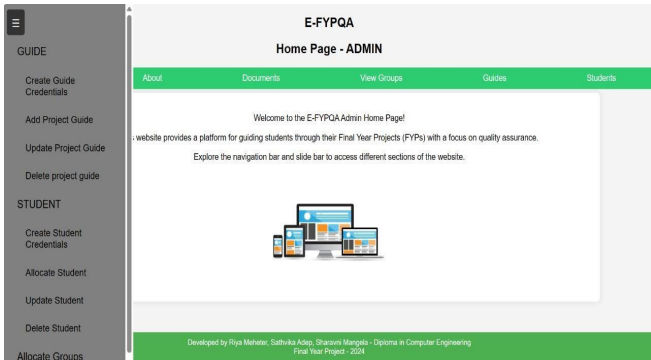 ☰
GUIDE
Create Guide
Credentials
Add Project Guide
Update Project Guide
Delete project guide
STUDENT
Create Student
Credentials
Allocate Student
Update Student
Delete Student
Allocate Groups
E-FYPQA
Home Page - ADMIN
About Documents View Groups Guides Students
Welcome to the E-FYPQA Admin Home Page!
website provides a platform for guiding students through their Final Year Projects (FYPs) with a focus on quality assurance.
Explore the navigation bar and slide bar to access different sections of the website.
Developed by Riya Meheter, Sathvika Adep, Sharavni Mangela - Diploma in Computer Engineering
Final Year Project - 2024